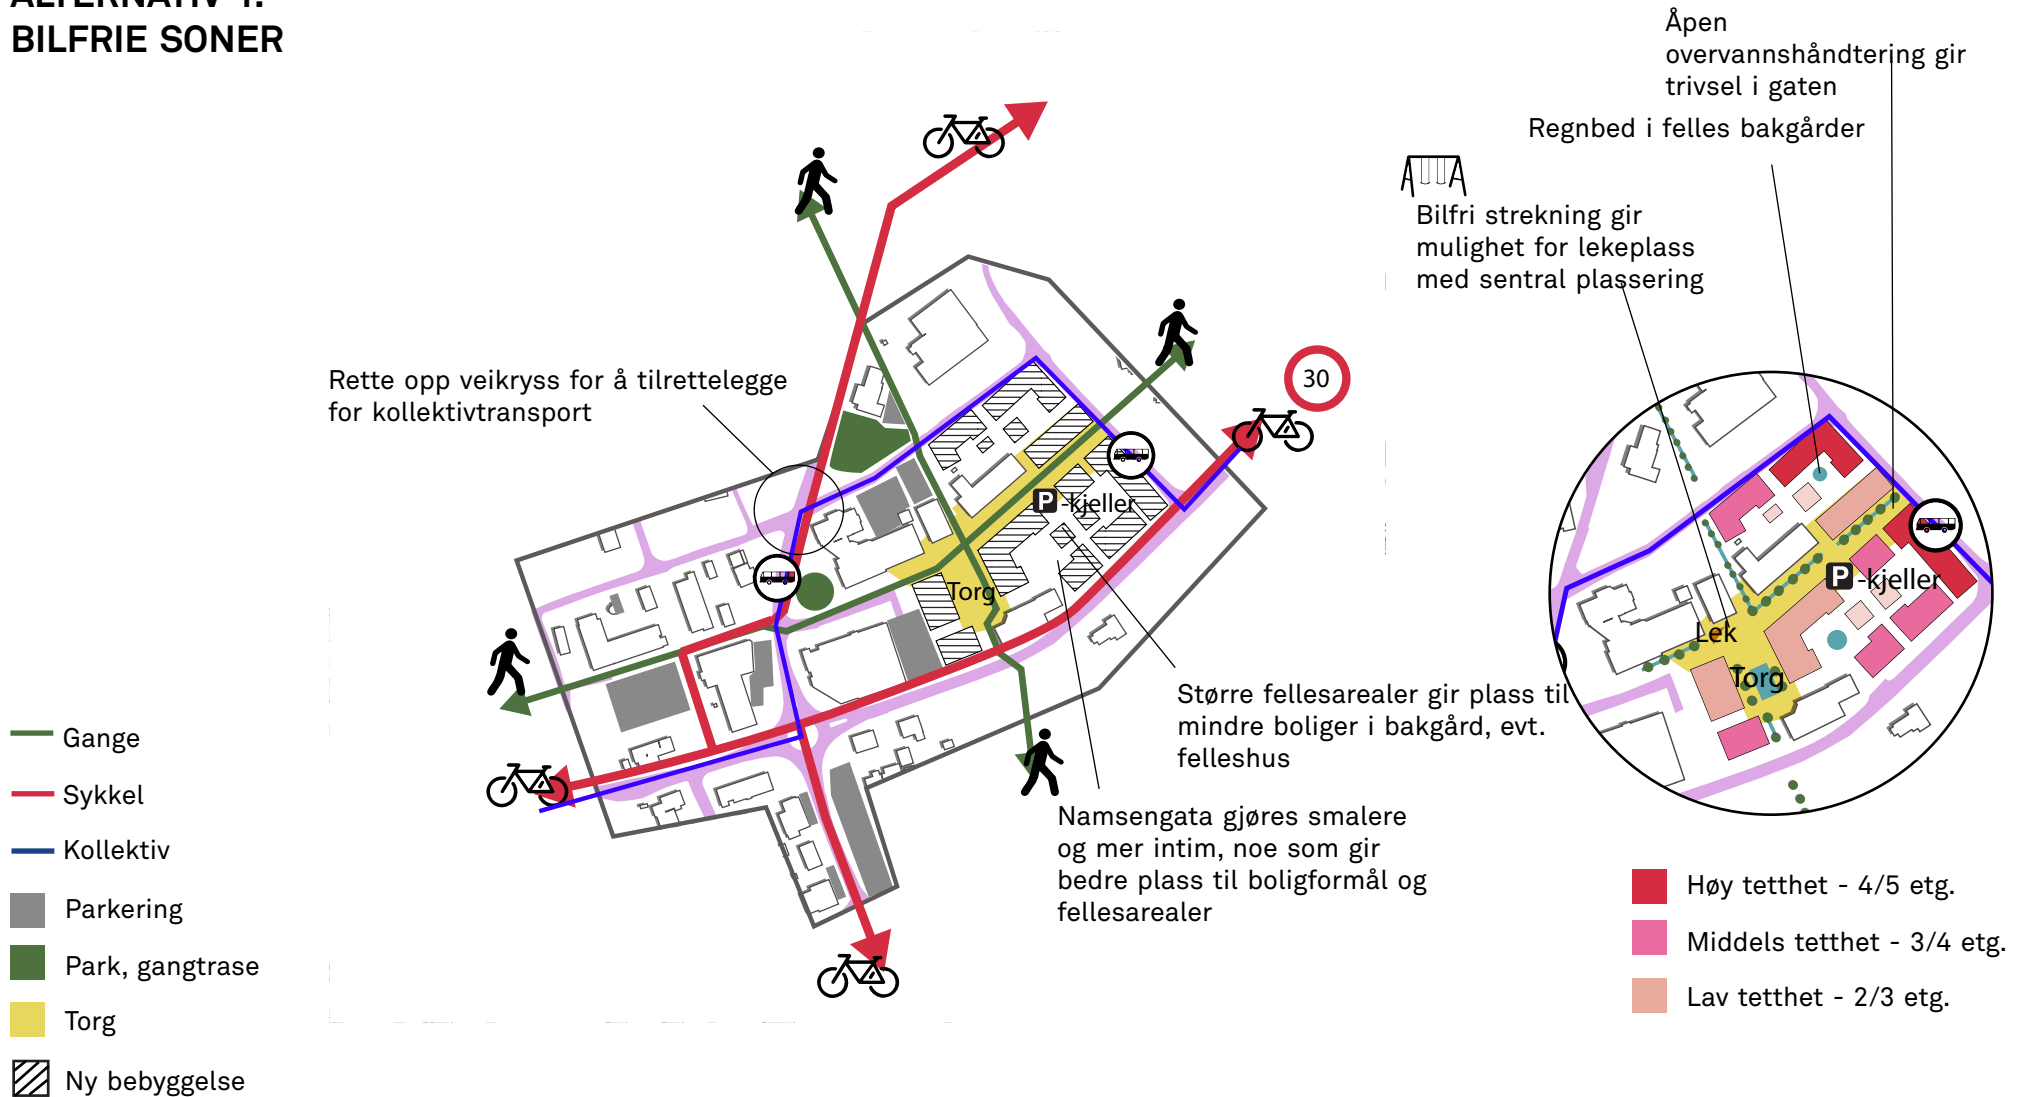 BILFRIE SONER
Åpen
overvannshåndtering gir
trivsel i gaten
Regnbed i felles bakgårder
Bilfri strekning gir
mulighet for lekeplass
med sentral plassering
Rette opp veikryss for å tilrettelegge
for kollektivtransport
30
P -kjeller
Torg
P -kjeller
Lek
Torg
Større fellesarealer gir plass til
mindre boliger i bakgård, evt.
felleshus
Namsengata gjøres smalere
og mer intim, noe som gir
bedre plass til boligformål og
fellesarealer
Gange
Sykkel
Kollektiv
Parkering
Park, gangtrase
Torg
Ny bebyggelse
Høy tetthet - 4/5 etg.
Middels tetthet - 3/4 etg.
Lav tetthet - 2/3 etg.